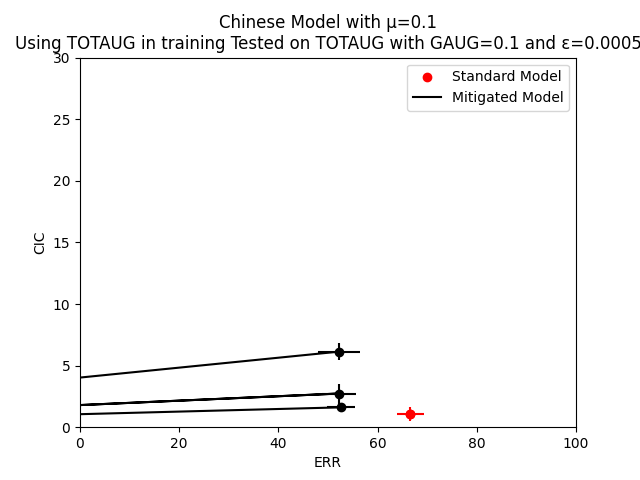 Chinese Model with μ=0.1
Using TOTAUG in training Tested on TOTAUG with GAUG=0.1 and ε=0.0005
30
25
20
15
10
5
0
CIC
Standard Model
Mitigated Model
0 20 40 60 80 100
ERR